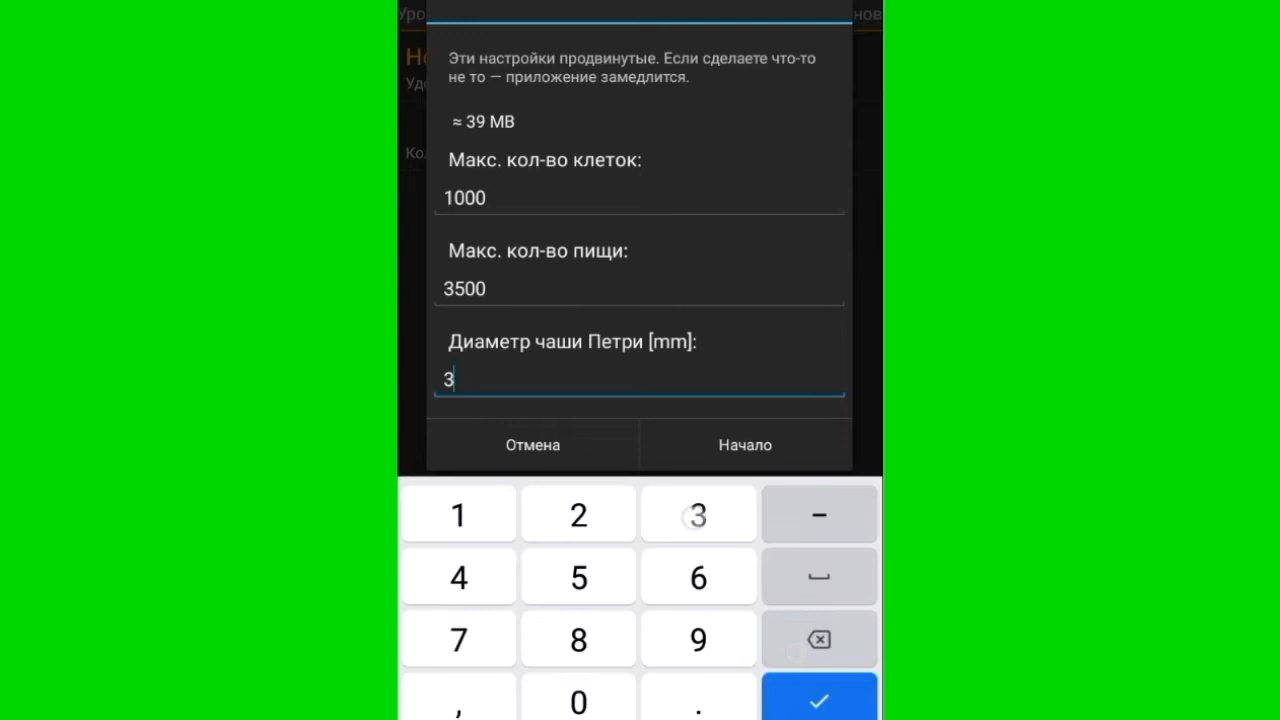 Уро
нов
Эти настройки продвинутые. Если сделаете что-то
не то — приложение замедлится.
≈ 39 MB
Макс. кол-во клеток:
1000
Макс. кол-во пищи:
3500
Диаметр чаши Петри [mm]:
3
Отмена Начало
1 2 3 –
4 5 6
7 8 9
, 0 .